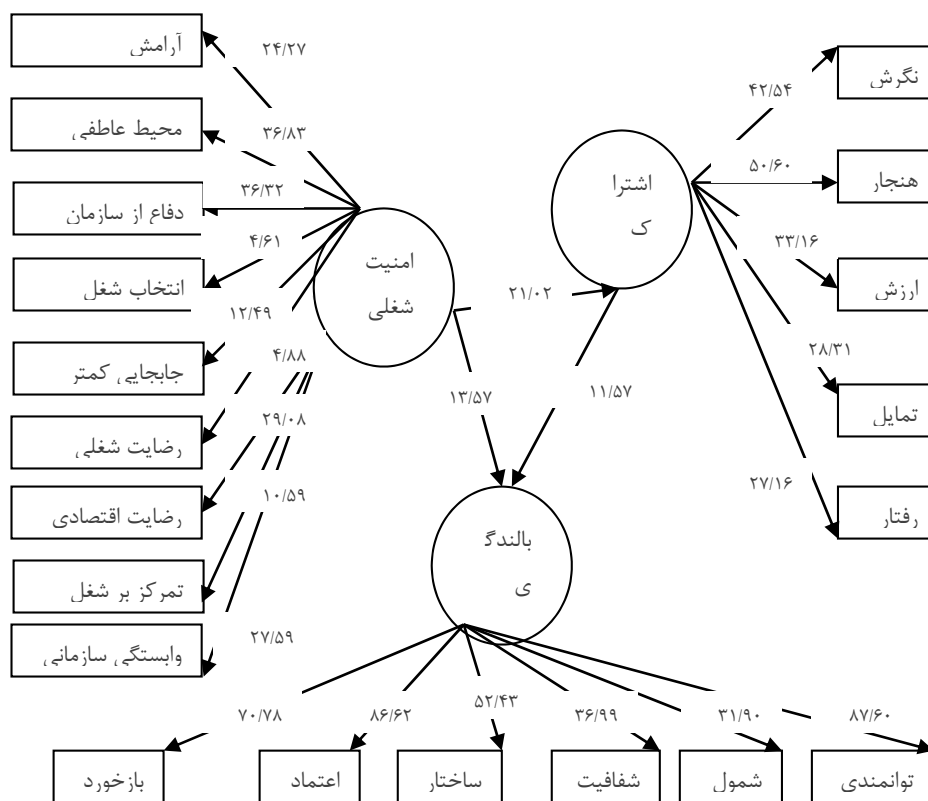 آرامش
۲۴/۲۷
نگرش
۴۲/۵۴
محیط عاطفی
۳۶/۸۳
هنجار
۵۰/۶۰
اشترا
ک
دفاع از سازمان
۳۶/۳۲
ارزش
۳۳/۱۶
امنیت
شغلی
انتخاب شغل
۴/۶۱
۲۱/۰۲
جابجایی کمتر
۱۲/۴۹
تمایل
۲۸/۳۱
رضایت شغلی
۴/۸۸
۱۳/۵۷
۱۱/۵۷
رضایت اقتصادی
۲۹/۰۸
رفتار
۲۷/۱۶
تمرکز بر شغل
۱۰/۵۹
بالندگ
ی
وابستگی سازمانی
۲۷/۵۹
۸۷/۶۰
۳۱/۹۰
۳۶/۹۹
۵۲/۴۳
۸۶/۶۲
۷۰/۷۸
توانمندی
شمول
شفافیت
ساختار
اعتماد
بازخورد